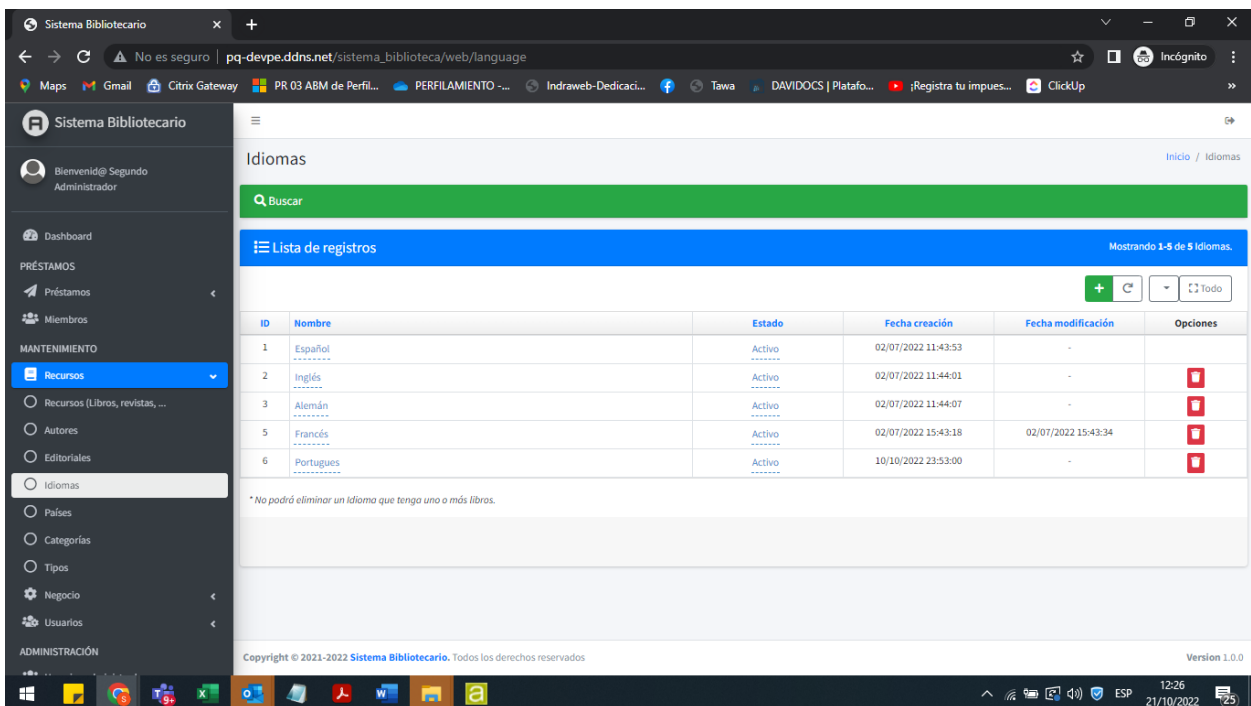 Sistema Bibliotecario
No es seguro | pq-devpe.ddns.net/sistema_biblioteca/web/language
Incógnito
Maps Gmail Citrix Gateway PR 03 ABM de Perfil... PERFILAMIENTO -... Indraweb-Dedicaci... Tawa DAVIDOCS | Platafo... ¡Registra tu impues... ClickUp »
Sistema Bibliotecario
Bienvenid@ Segundo
Administrador
Dashboard
PRÉSTAMOS
Préstamos
Miembros
MANTENIMIENTO
Recursos
Recursos (Libros, revistas, ...
Autores
Editoriales
Idiomas
Países
Categorías
Tipos
Negocio
Usuarios
ADMINISTRACIÓN
Idiomas
Inicio / Idiomas
Buscar
Lista de registros
Mostrando 1-5 de 5 Idiomas.
Todo
ID Nombre Estado Fecha creación Fecha modificación Opciones
1 Español Activo 02/07/2022 11:43:53 -
2 Inglés Activo 02/07/2022 11:44:01 -
3 Alemán Activo 02/07/2022 11:44:07 -
5 Francés Activo 02/07/2022 15:43:18 02/07/2022 15:43:34
6 Portugues Activo 10/10/2022 23:53:00 -
* No podrá eliminar un Idioma que tenga uno o más libros.
Copyright © 2021-2022 Sistema Bibliotecario. Todos los derechos reservados
Version 1.0.0
ESP
12:26
21/10/2022
25